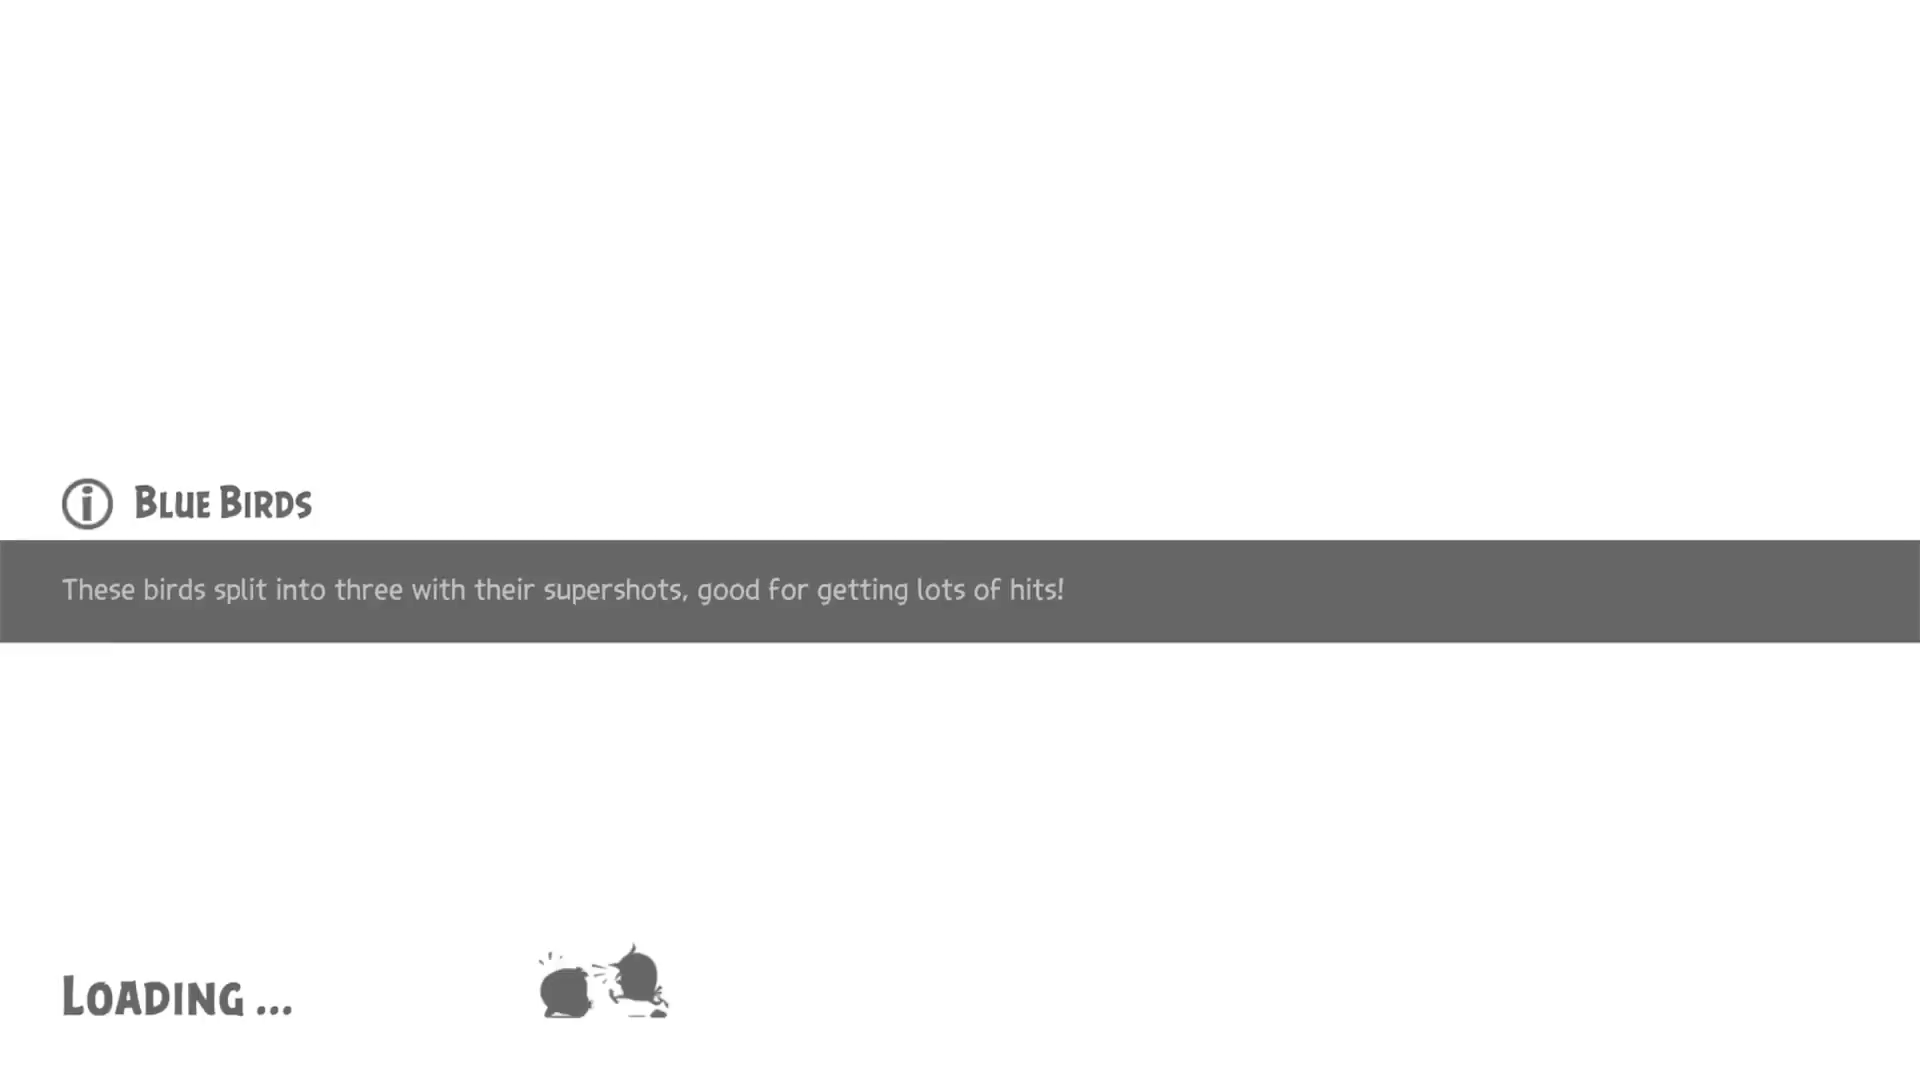 Blue Birds
These birds split into three with their supershots, good for getting lots of hits!
Loading ...